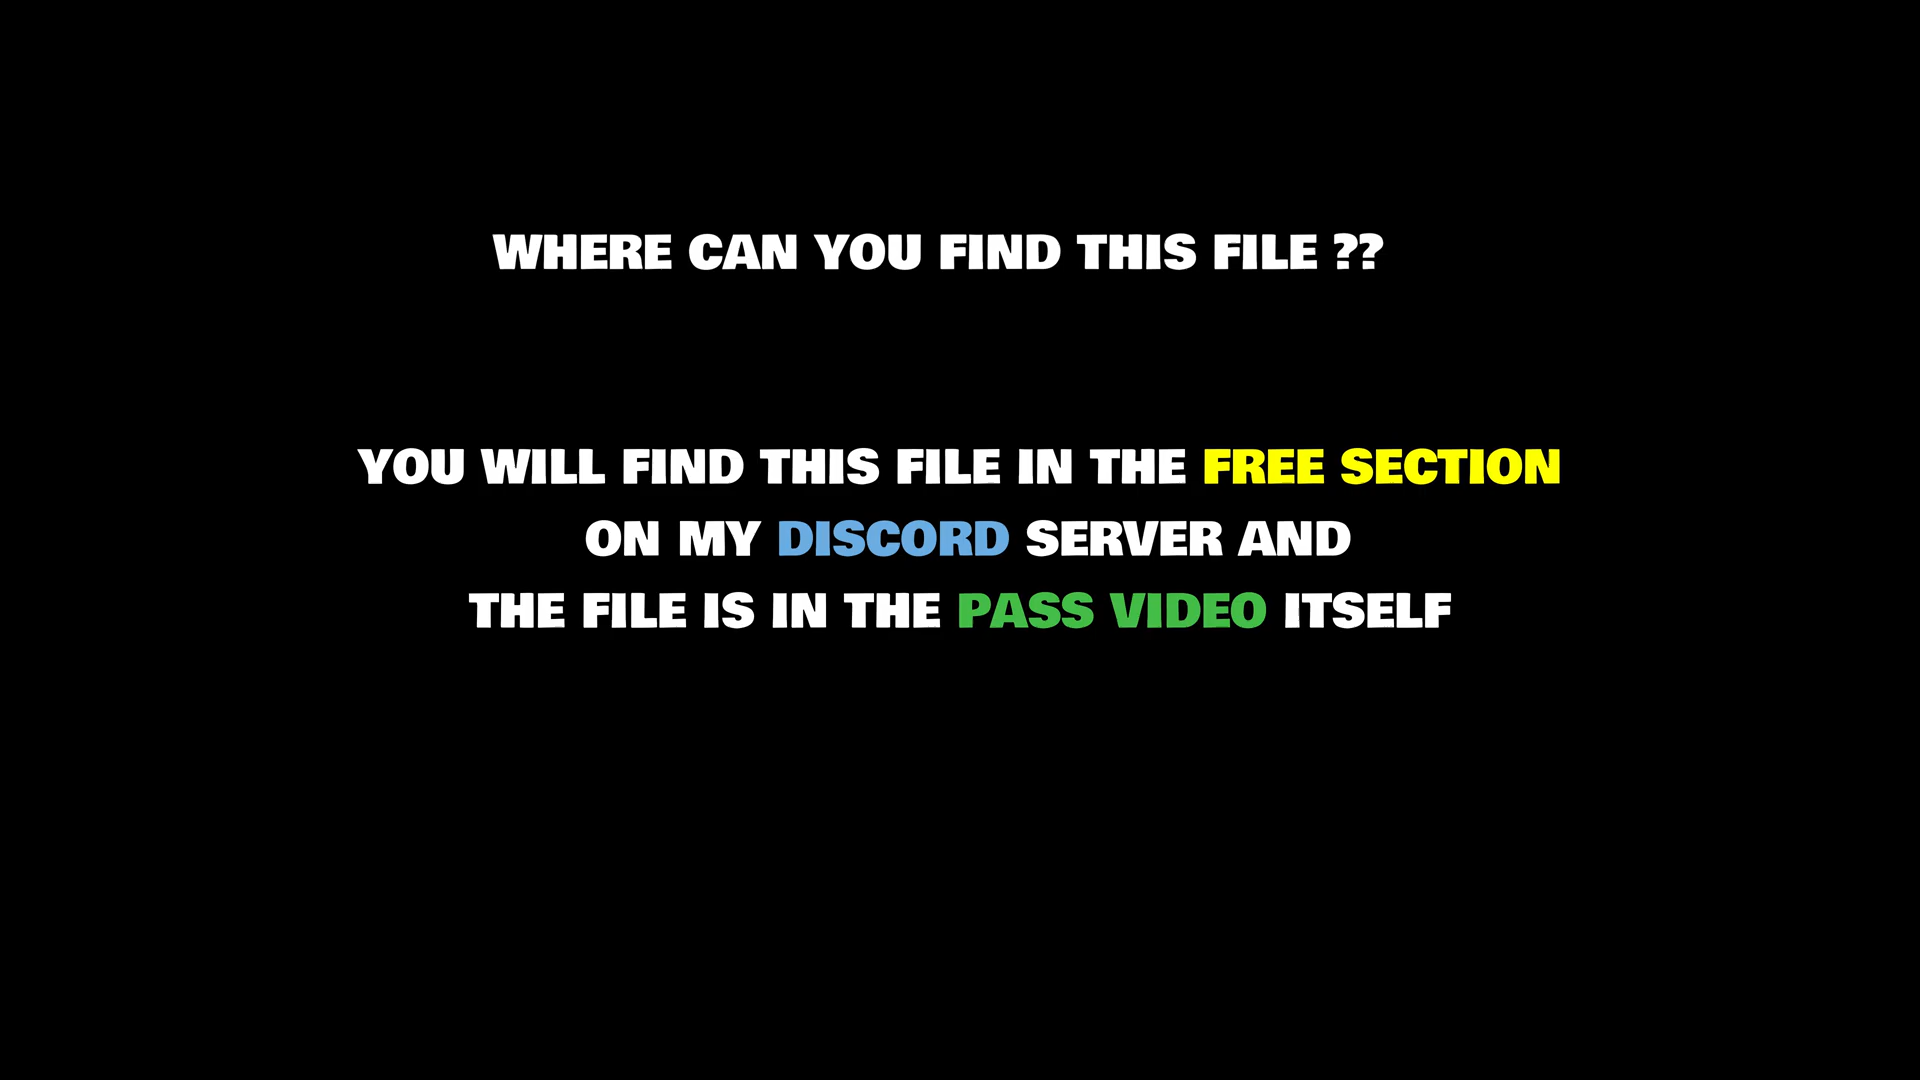 WHERE CAN YOU FIND THIS FILE ??
YOU WILL FIND THIS FILE IN THE FREE SECTION
ON MY DISCORD SERVER AND
THE FILE IS IN THE PASS VIDEO ITSELF